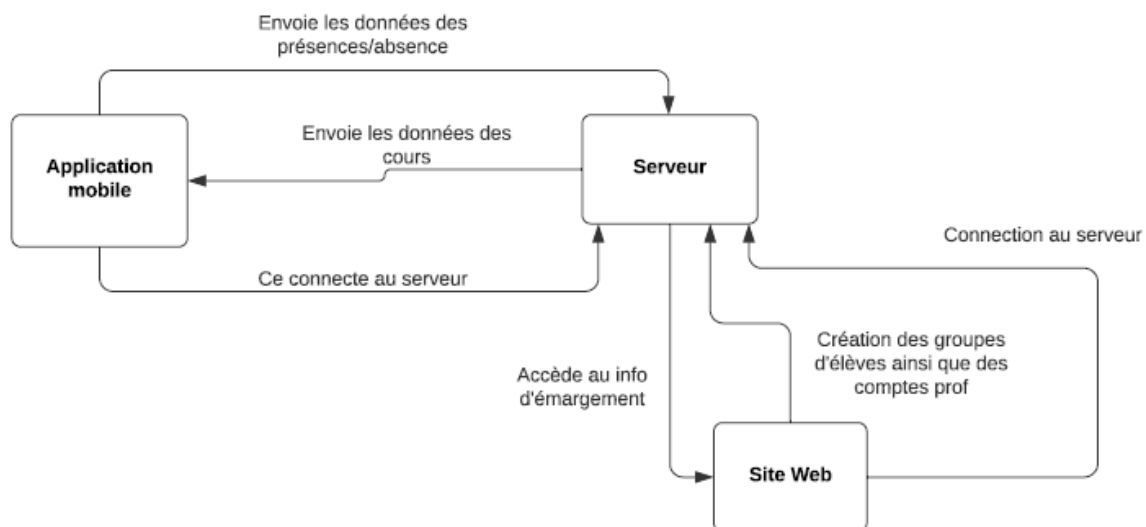 Envoie les données des
présences/absence
Envoie les données des
cours
Application
mobile
Serveur
Connection au serveur
Ce connecte au serveur
Création des groupes
d'élèves ainsi que des
comptes prof
Accède au info
d'émargement
Site Web